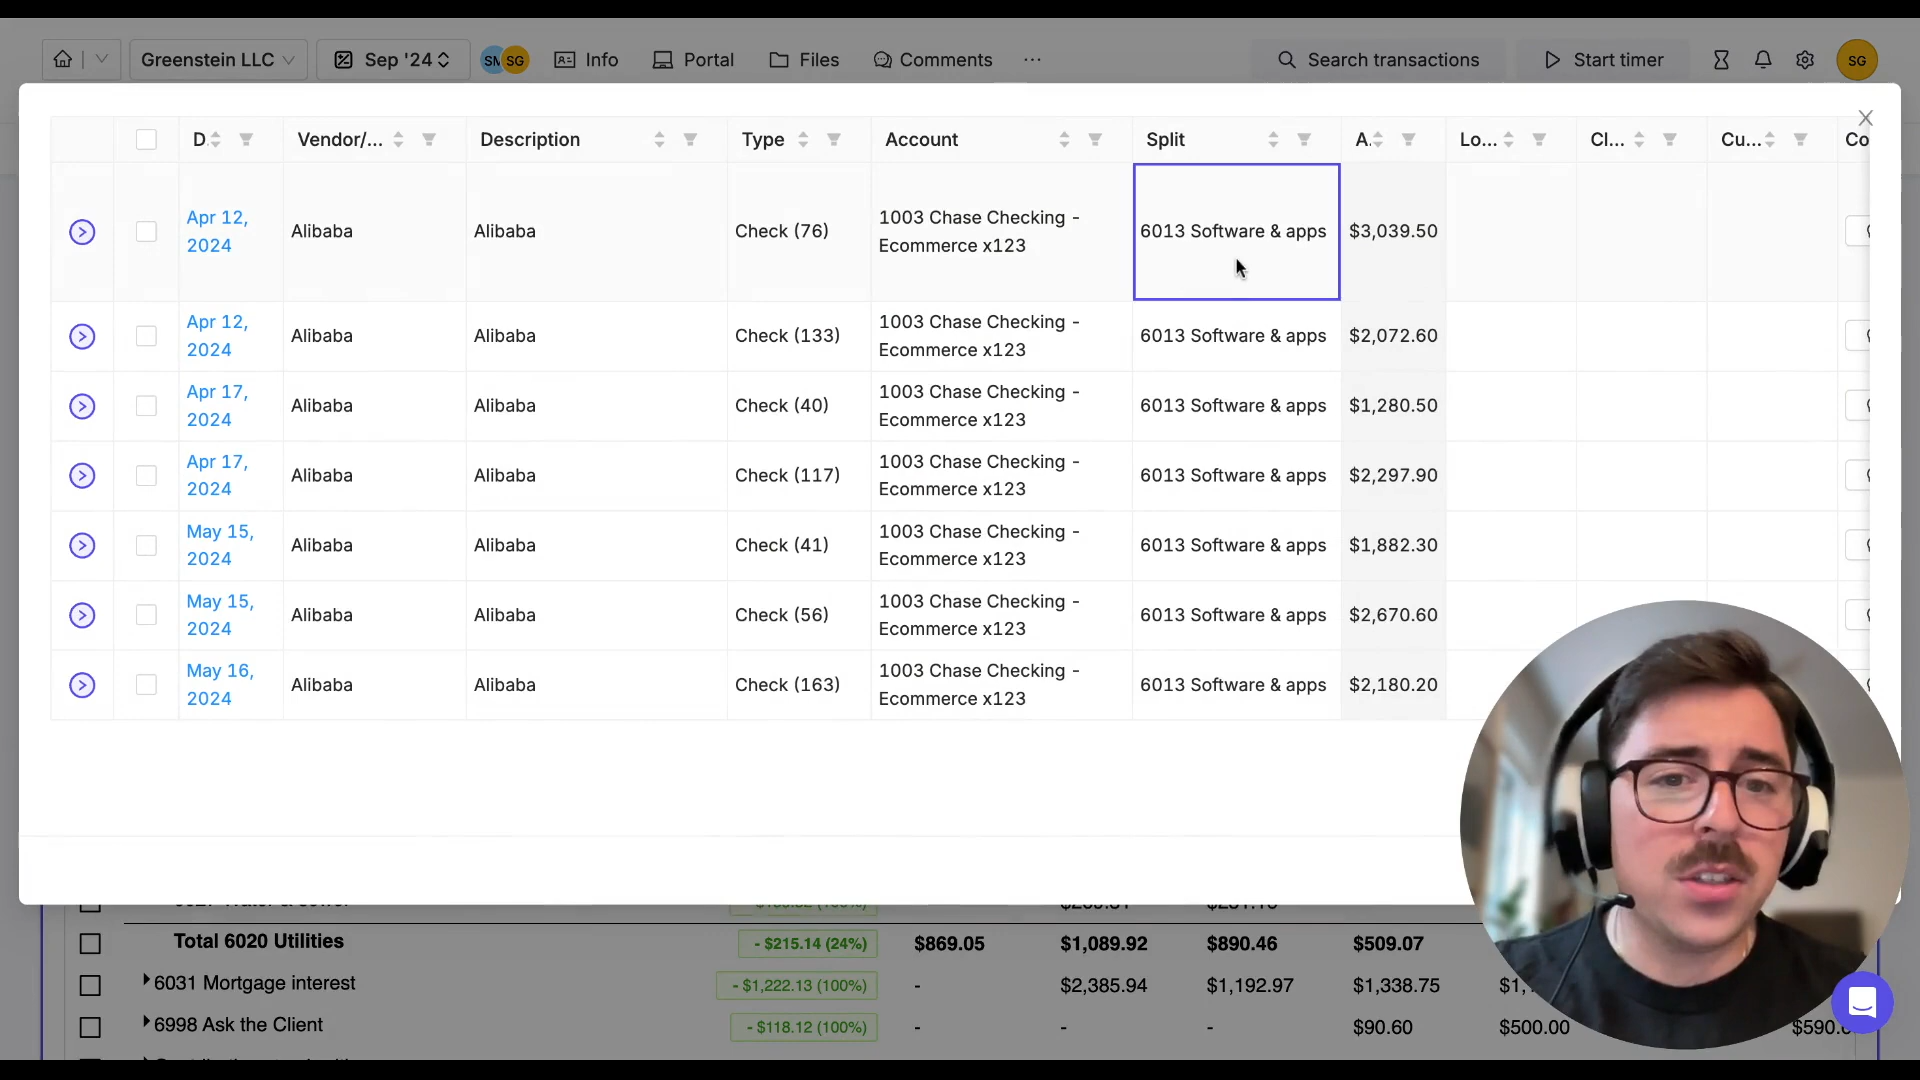 Greenstein LLC Sep '24 SM SG Info Portal Files Comments ... Search transactions Start timer SG
D. Vendor/... Description Type Account Split A. Lo... Cl... Cu... Co
Apr 12,
2024
Alibaba Alibaba Check (76)
1003 Chase Checking -
Ecommerce x123
6013 Software & apps $3,039.50
Apr 12,
2024
Alibaba Alibaba Check (133)
1003 Chase Checking -
Ecommerce x123
6013 Software & apps $2,072.60
Apr 17,
2024
Alibaba Alibaba Check (40)
1003 Chase Checking -
Ecommerce x123
6013 Software & apps $1,280.50
Apr 17,
2024
Alibaba Alibaba Check (117)
1003 Chase Checking -
Ecommerce x123
6013 Software & apps $2,297.90
May 15,
2024
Alibaba Alibaba Check (41)
1003 Chase Checking -
Ecommerce x123
6013 Software & apps $1,882.30
May 15,
2024
Alibaba Alibaba Check (56)
1003 Chase Checking -
Ecommerce x123
6013 Software & apps $2,670.60
May 16,
2024
Alibaba Alibaba Check (163)
1003 Chase Checking -
Ecommerce x123
6013 Software & apps $2,180.20
Total 6020 Utilities - $215.14 (24%) $869.05 $1,089.92 $890.46 $509.07
6031 Mortgage interest - $1,222.13 (100%) - $2,385.94 $1,192.97 $1,338.75
6998 Ask the Client - $118.12 (100%) - - - $90.60 $500.00